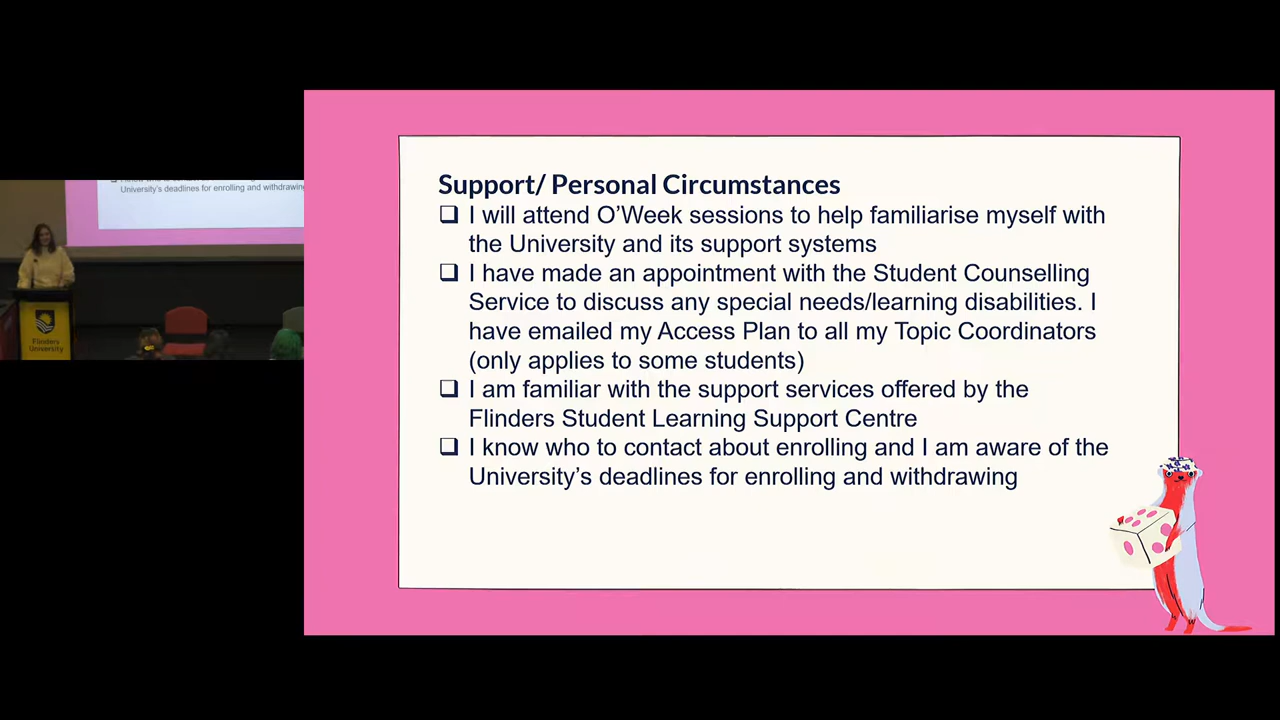 Support/ Personal Circumstances
❑ I will attend O'Week sessions to help familiarise myself with
the University and its support systems
❑ I have made an appointment with the Student Counselling
Service to discuss any special needs/learning disabilities. I
have emailed my Access Plan to all my Topic Coordinators
(only applies to some students)
❑ I am familiar with the support services offered by the
Flinders Student Learning Support Centre
❑ I know who to contact about enrolling and I am aware of the
University's deadlines for enrolling and withdrawing
University's deadlines for enrolling and withdrawing
Flinders
University